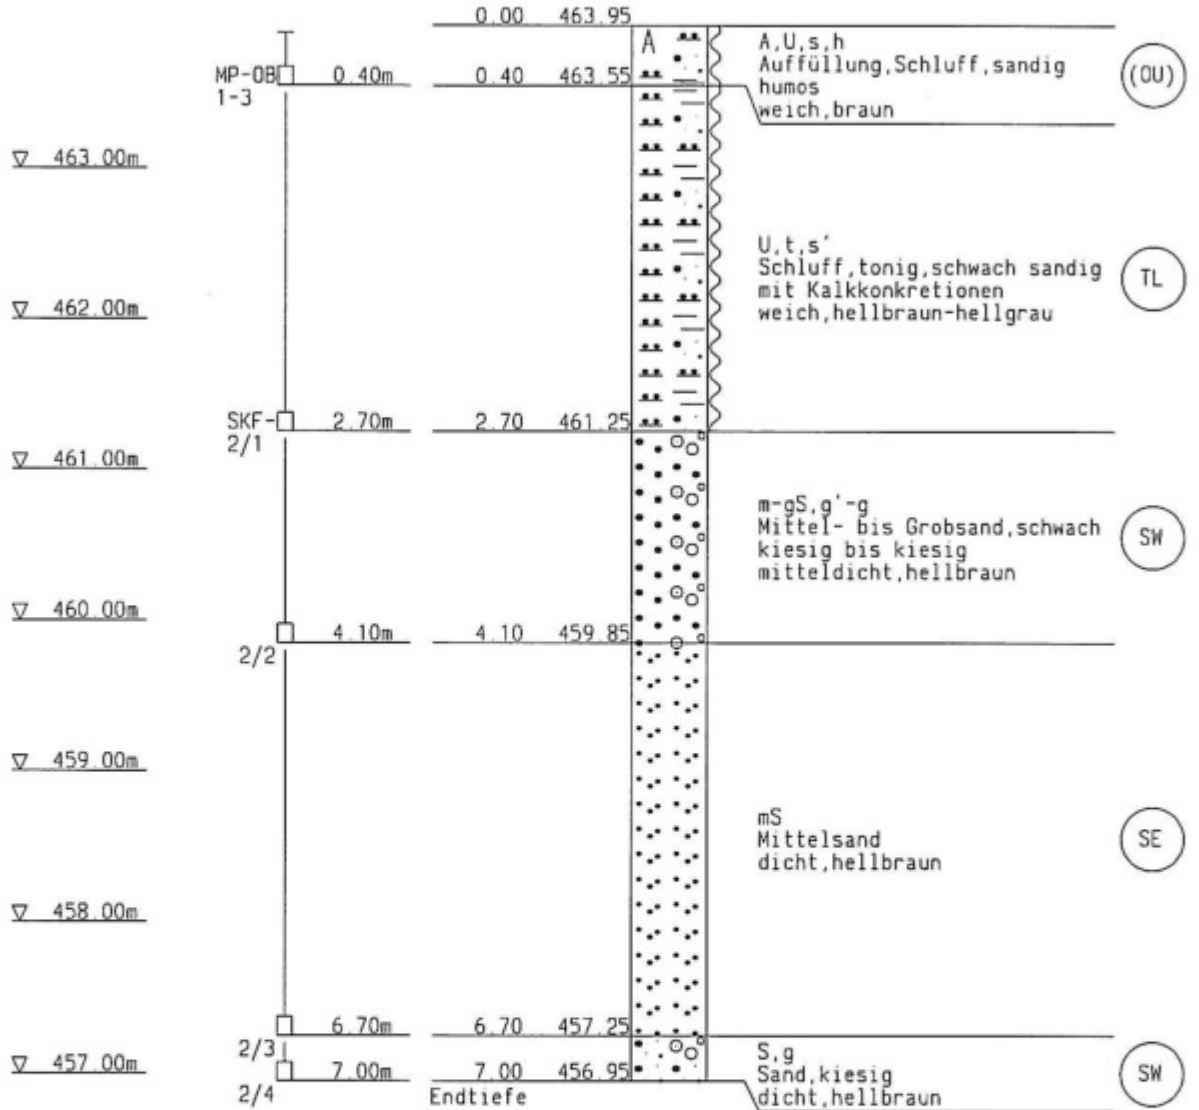 0.00 463.95
A
A,U,s,h
Auffüllung,Schluff,sandig
humos
weich,braun
(OU)
MP-OB 0.40m 0.40 463.55
1-3
463.00m
U,t,s'
Schluff,tonig,schwach sandig
mit Kalkkonkretionen
weich,hellbraun-hellgrau
TL
462.00m
SKF- 2.70m 2.70 461.25
2/1
461.00m
m-gS,g'-g
Mittel- bis Grobsand,schwach
kiesig bis kiesig
mitteldicht,hellbraun
SW
460.00m
4.10m 4.10 459.85
2/2
459.00m
mS
Mittelsand
dicht,hellbraun
SE
458.00m
6.70m 6.70 457.25
2/3
457.00m
7.00m 7.00 456.95
2/4
Endtiefe
S,g
Sand,kiesig
dicht,hellbraun
SW